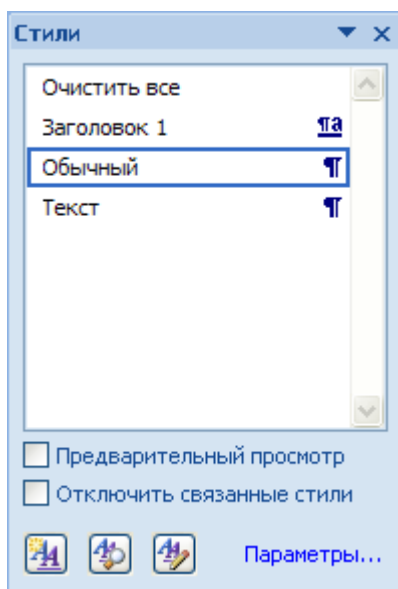 Стили
Очистить все
Заголовок 1 ¶a
Обычный ¶
Текст ¶
Предварительный просмотр
Отключить связанные стили
Параметры...